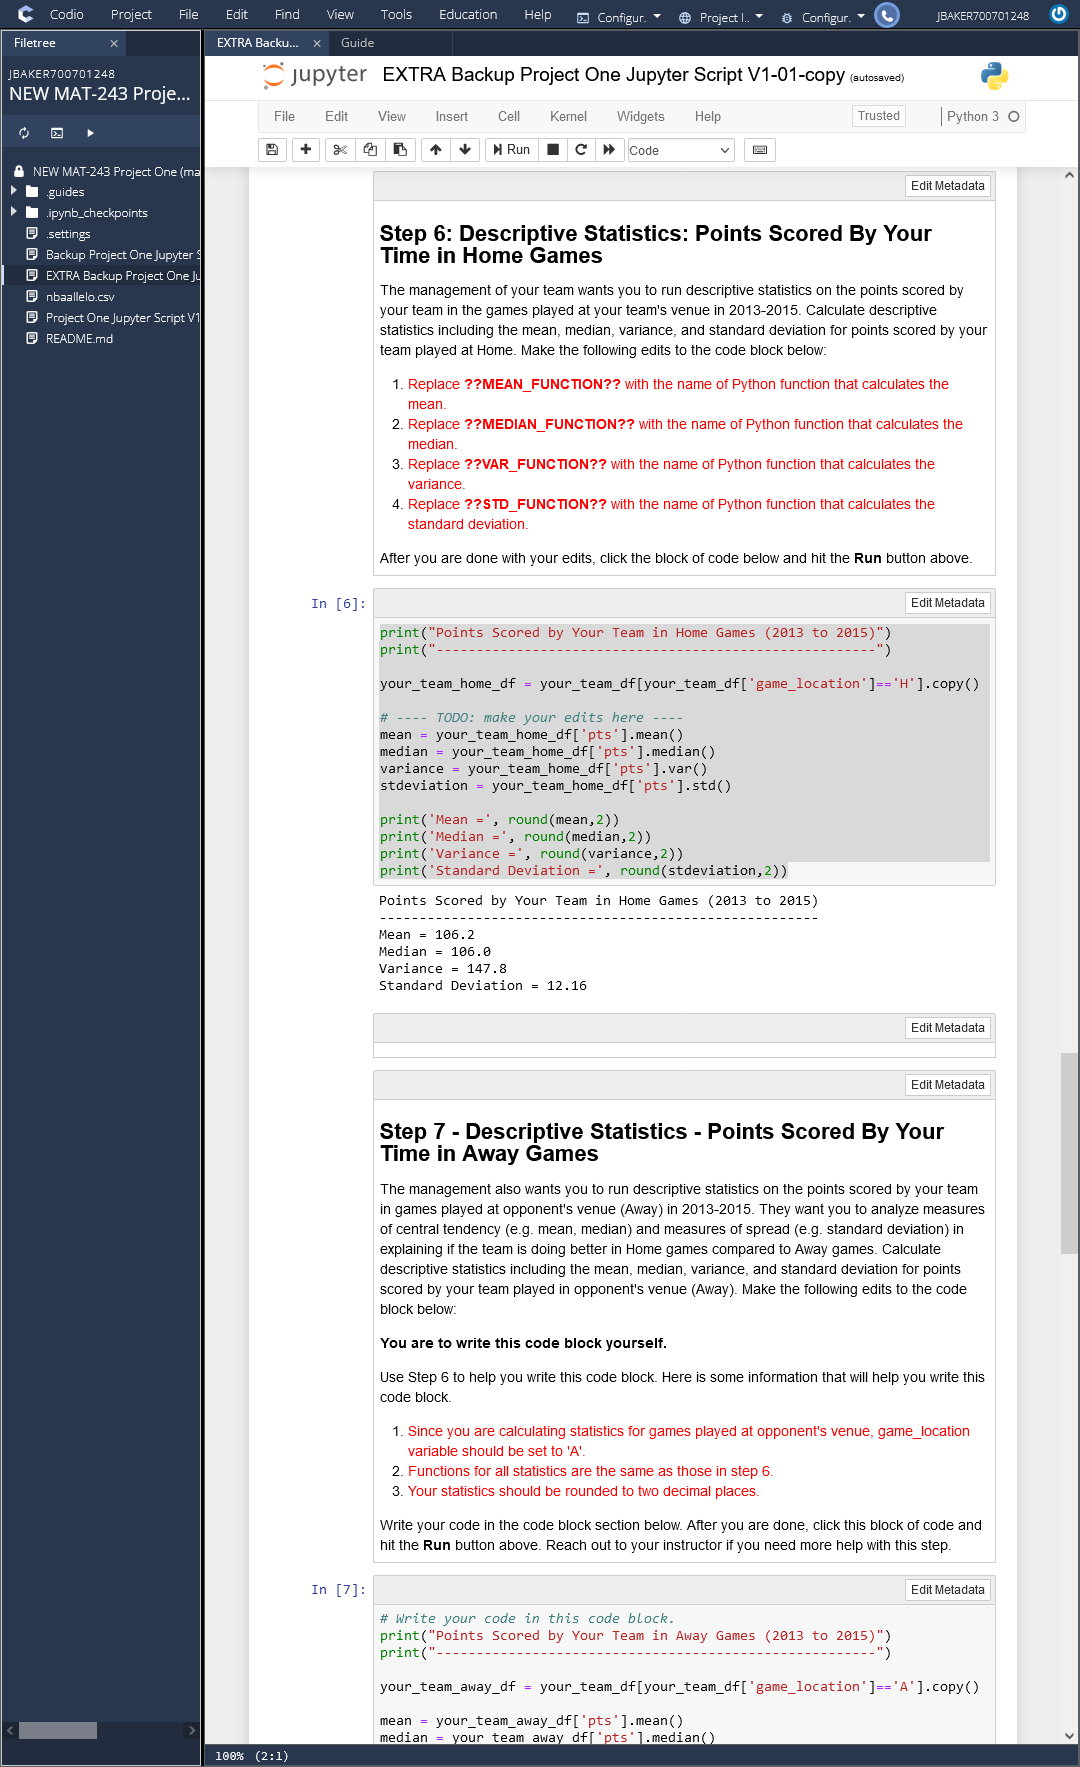 Codio Project File Edit Find View Tools Education Help Configur. Project I.. Configur. JBAKER700701248
Filetree
EXTRA Backu... Guide
JBAKER700701248
NEW MAT-243 Proje...
jupyter EXTRA Backup Project One Jupyter Script V1-01-copy (autosaved)
File Edit View Insert Cell Kernel Widgets Help Trusted Python 3
Run Code
NEW MAT-243 Project One (ma
.guides
.ipynb_checkpoints
.settings
Backup Project One Jupyter S
EXTRA Backup Project One Ju
nbaallelo.csv
Project One Jupyter Script V1
README.md
Edit Metadata
Step 6: Descriptive Statistics: Points Scored By Your
Time in Home Games
The management of your team wants you to run descriptive statistics on the points scored by
your team in the games played at your team's venue in 2013-2015. Calculate descriptive
statistics including the mean, median, variance, and standard deviation for points scored by your
team played at Home. Make the following edits to the code block below:
1. Replace ??MEAN_FUNCTION?? with the name of Python function that calculates the
mean.
2. Replace ??MEDIAN_FUNCTION?? with the name of Python function that calculates the
median.
3. Replace ??VAR_FUNCTION?? with the name of Python function that calculates the
variance.
4. Replace ??STD_FUNCTION?? with the name of Python function that calculates the
standard deviation.
After you are done with your edits, click the block of code below and hit the Run button above.
In [6]:
Edit Metadata
print("Points Scored by Your Team in Home Games (2013 to 2015)")
print("-------------------------------------------------------")
your_team_home_df = your_team_df[your_team_df['game_location']=='H'].copy()
# ---- TODO: make your edits here ----
mean = your_team_home_df['pts'].mean()
median = your_team_home_df['pts'].median()
variance = your_team_home_df['pts'].var()
stdeviation = your_team_home_df['pts'].std()
print('Mean =', round(mean,2))
print('Median =', round(median,2))
print('Variance =', round(variance,2))
print('Standard Deviation =', round(stdeviation,2))
Points Scored by Your Team in Home Games (2013 to 2015)
-------------------------------------------------------
Mean = 106.2
Median = 106.0
Variance = 147.8
Standard Deviation = 12.16
Edit Metadata
Edit Metadata
Step 7 - Descriptive Statistics - Points Scored By Your
Time in Away Games
The management also wants you to run descriptive statistics on the points scored by your team
in games played at opponent's venue (Away) in 2013-2015. They want you to analyze measures
of central tendency (e.g. mean, median) and measures of spread (e.g. standard deviation) in
explaining if the team is doing better in Home games compared to Away games. Calculate
descriptive statistics including the mean, median, variance, and standard deviation for points
scored by your team played in opponent's venue (Away). Make the following edits to the code
block below:
You are to write this code block yourself.
Use Step 6 to help you write this code block. Here is some information that will help you write this
code block.
1. Since you are calculating statistics for games played at opponent's venue, game_location
variable should be set to 'A'.
2. Functions for all statistics are the same as those in step 6.
3. Your statistics should be rounded to two decimal places.
Write your code in the code block section below. After you are done, click this block of code and
hit the Run button above. Reach out to your instructor if you need more help with this step.
In [7]:
Edit Metadata
# Write your code in this code block.
print("Points Scored by Your Team in Away Games (2013 to 2015)")
print("-------------------------------------------------------")
your_team_away_df = your_team_df[your_team_df['game_location']=='A'].copy()
mean = your_team_away_df['pts'].mean()
median = your_team_away_df['pts'].median()
100% (2:1)